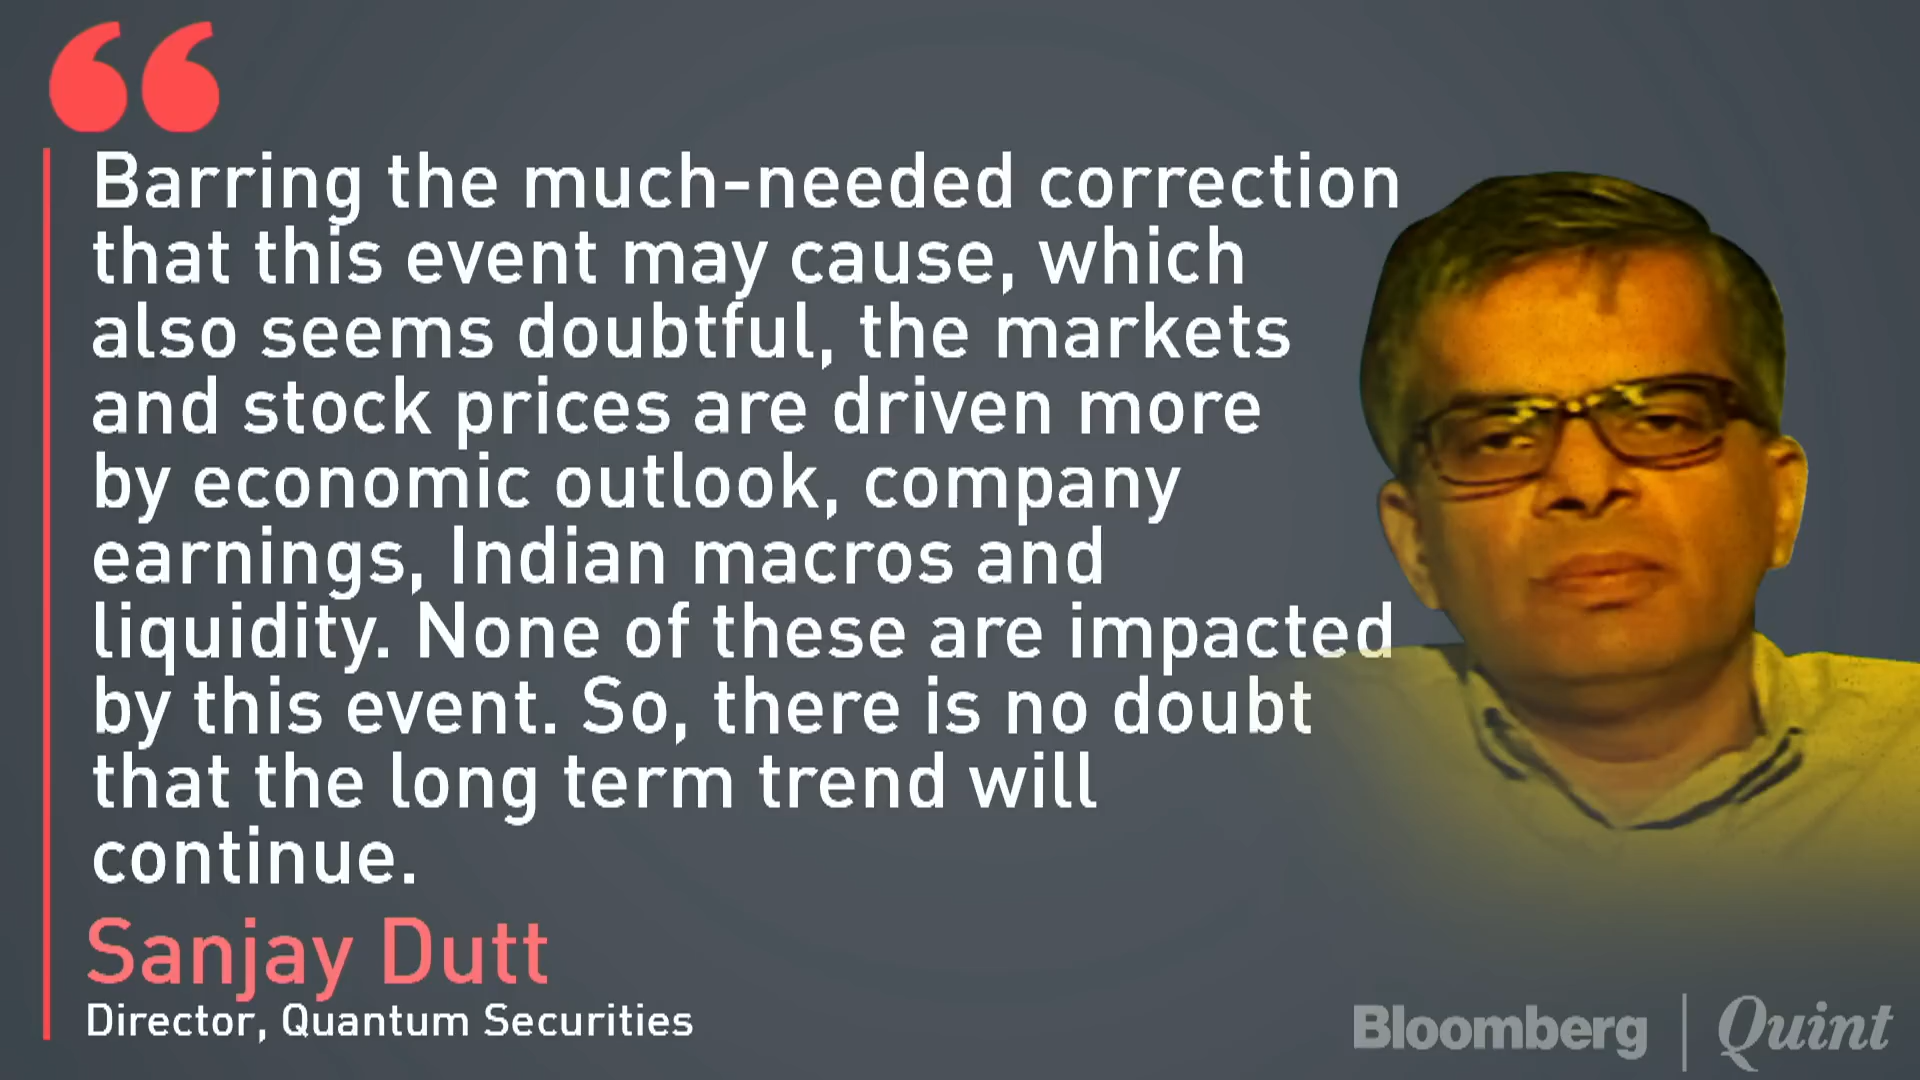 Barring the much-needed correction
that this event may cause, which
also seems doubtful, the markets
and stock prices are driven more
by economic outlook, company
earnings, Indian macros and
liquidity. None of these are impacted
by this event. So, there is no doubt
that the long term trend will
continue.
Sanjay Dutt
Director, Quantum Securities
Bloomberg | Quint